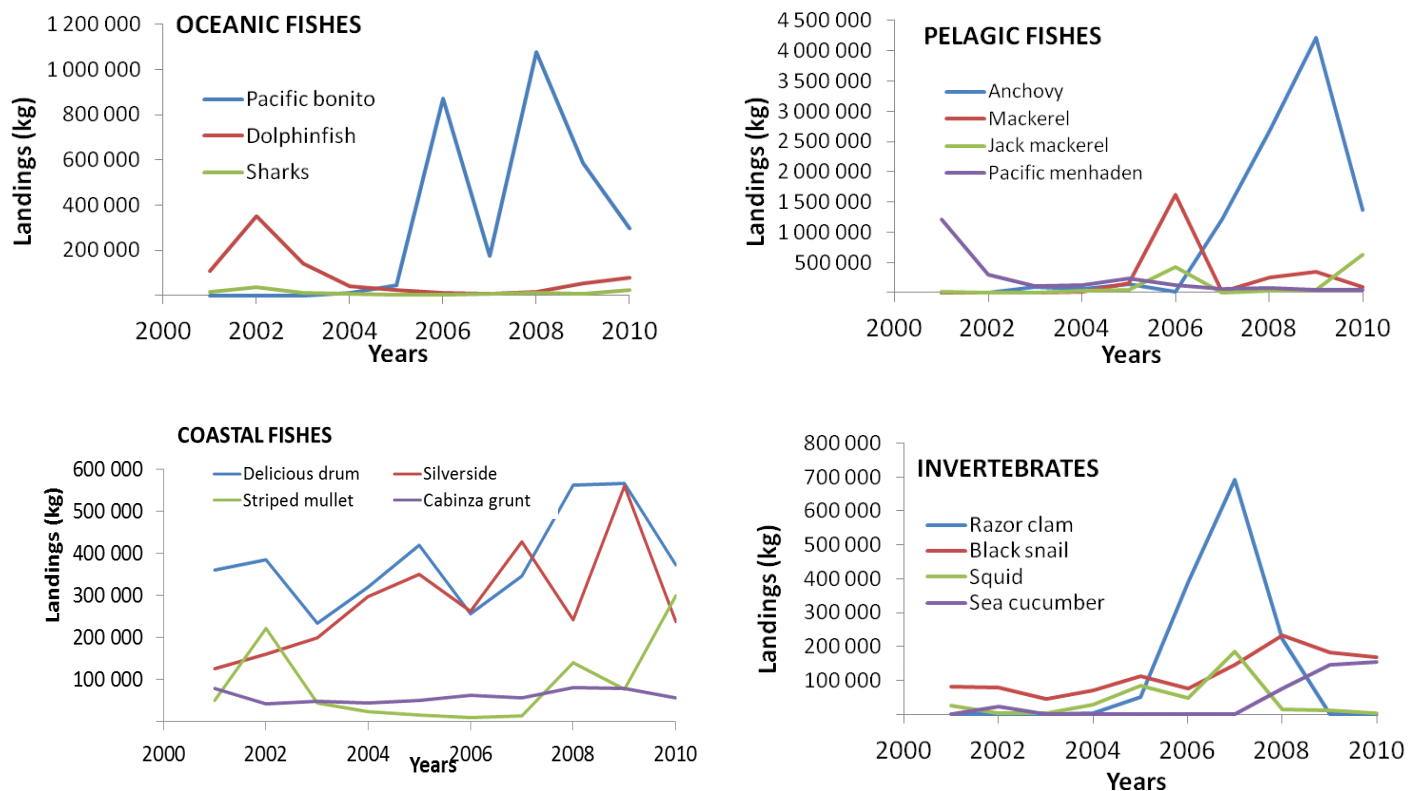 OCEANIC FISHES
1 200 000
1 000 000
800 000
600 000
400 000
200 000
Landings (kg)
Pacific bonito
Dolphinfish
Sharks
2000 2002 2004 2006 2008 2010
Years
PELAGIC FISHES
4 500 000
4 000 000
3 500 000
3 000 000
2 500 000
2 000 000
1 500 000
1 000 000
500 000
Landings (kg)
Anchovy
Mackerel
Jack mackerel
Pacific menhaden
2000 2002 2004 2006 2008 2010
Years
COASTAL FISHES
600 000
500 000
400 000
300 000
200 000
100 000
Landings (kg)
Delicious drum Silverside
Striped mullet Cabinza grunt
2000 2002 2004 2006 2008 2010
Years
INVERTEBRATES
800 000
700 000
600 000
500 000
400 000
300 000
200 000
100 000
Landings (kg)
Razor clam
Black snail
Squid
Sea cucumber
2000 2002 2004 2006 2008 2010
Years